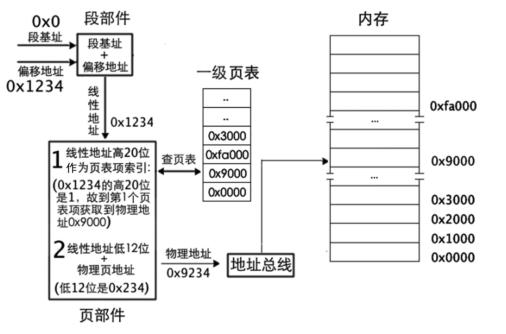 0x0
段基址
偏移地址
0x1234
段部件
段基址
+
偏移地址
线性地址
0x1234
1 线性地址高20位
作为页表项索引:
(0x1234的高20位
是1，故到第1个页
表项获取到物理地
址0x9000)
2 线性地址低12位
+
物理页地址
(低12位是0x234)
页部件
查页表
一级页表
..
..
0x3000
0xfa000
0x9000
0x0000
物理地址
0x9234
地址总线
内存
...
...
0xfa000
0x9000
0x3000
0x2000
0x1000
0x0000